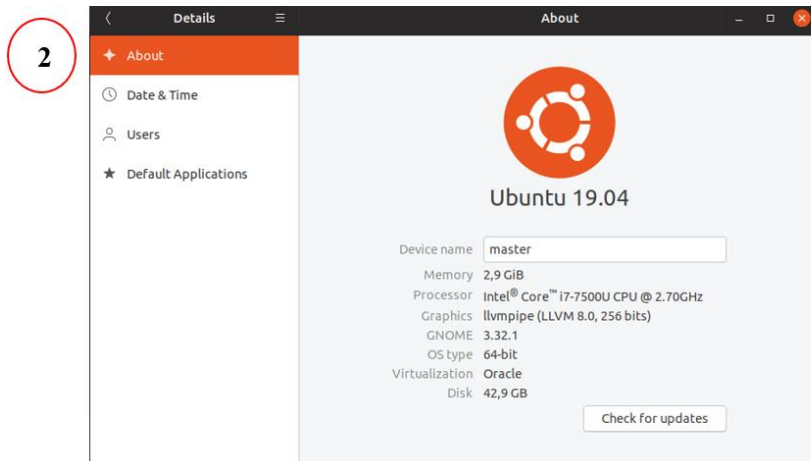 2
Details
About
About
Date & Time
Users
Default Applications
Ubuntu 19.04
Device name master
Memory 2,9 GiB
Processor Intel® Core™ i7-7500U CPU @ 2.70GHz
Graphics llvmpipe (LLVM 8.0, 256 bits)
GNOME 3.32.1
OS type 64-bit
Virtualization Oracle
Disk 42,9 GB
Check for updates